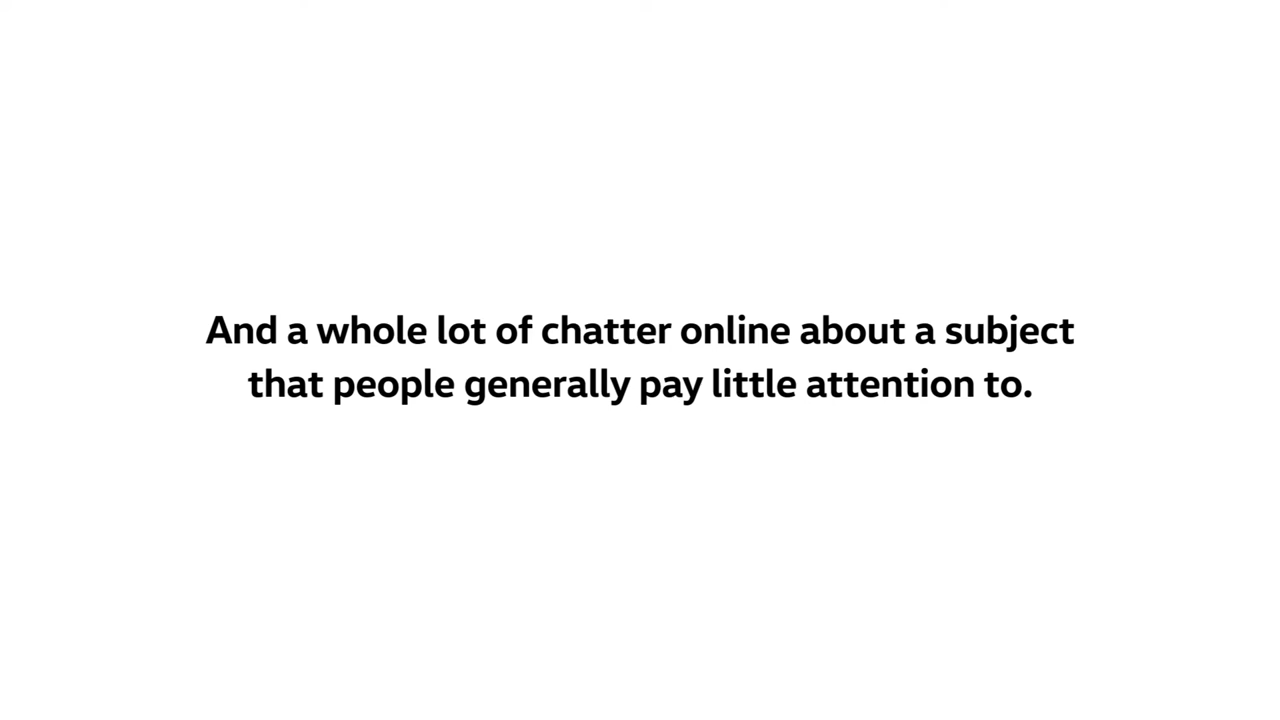 And a whole lot of chatter online about a subject
that people generally pay little attention to.